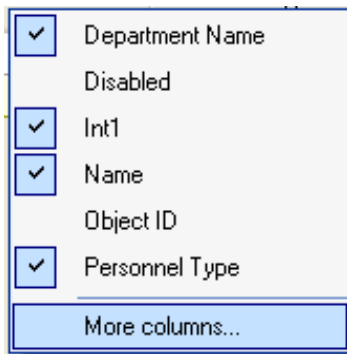 Department Name
Disabled
Int1
Name
Object ID
Personnel Type
More columns...